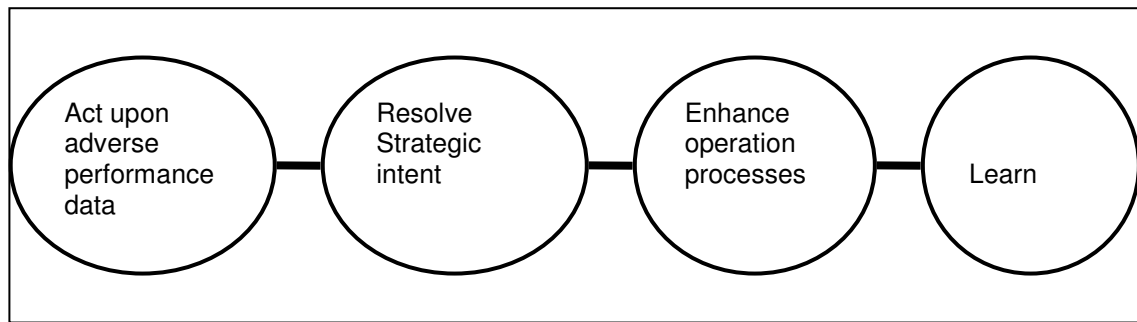 Act upon
adverse
performance
data
Resolve
Strategic
intent
Enhance
operation
processes
Learn